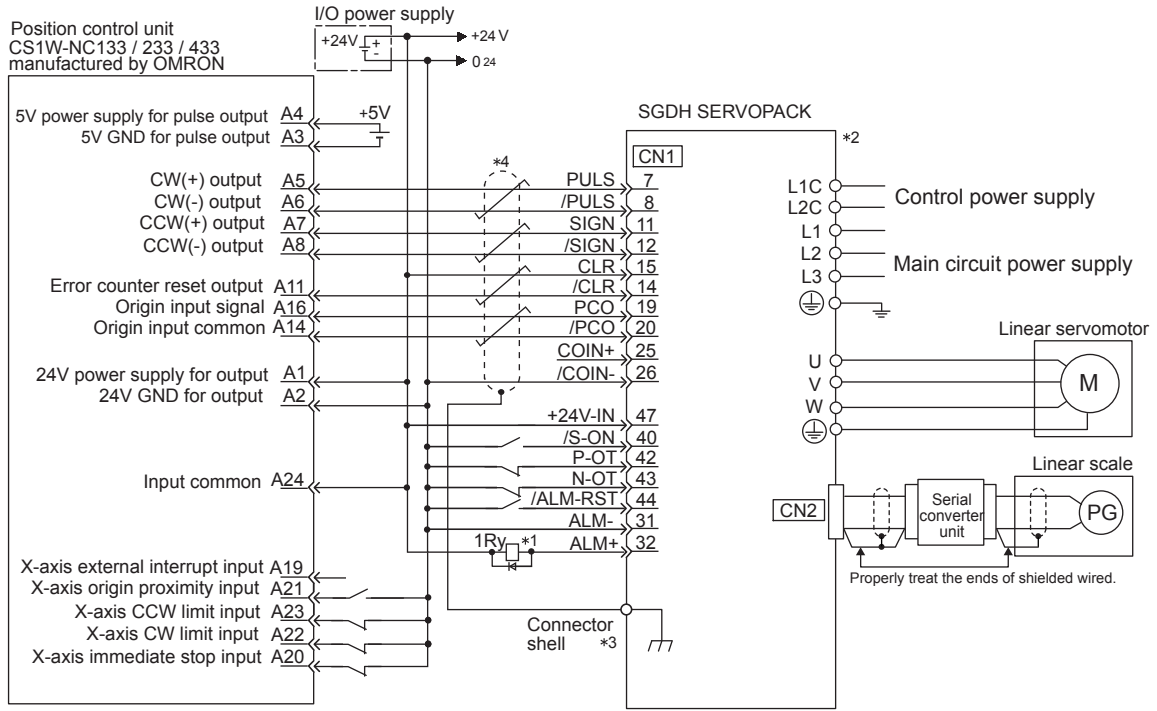 I/O power supply
+24V + -
+24 V
0 24
Position control unit
CS1W-NC133 / 233 / 433
manufactured by OMRON
5V power supply for pulse output A4 +5V
5V GND for pulse output A3
CW(+) output A5
CW(-) output A6
CCW(+) output A7
CCW(-) output A8
Error counter reset output A11
Origin input signal A16
Origin input common A14
24V power supply for output A1
24V GND for output A2
Input common A24
X-axis external interrupt input A19
X-axis origin proximity input A21
X-axis CCW limit input A23
X-axis CW limit input A22
X-axis immediate stop input A20
*4
SGDH SERVOPACK
*2
CN1
PULS 7
/PULS 8
SIGN 11
/SIGN 12
CLR 15
/CLR 14
PCO 19
/PCO 20
COIN+ 25
/COIN- 26
+24V-IN 47
/S-ON 40
P-OT 42
N-OT 43
/ALM-RST 44
ALM- 31
1Ry *1 ALM+ 32
Connector
shell *3
L1C
L2C
Control power supply
L1
L2
L3
Main circuit power supply
Linear servomotor
U
V
W
M
Linear scale
CN2
Serial
converter
unit
PG
Properly treat the ends of shielded wired.